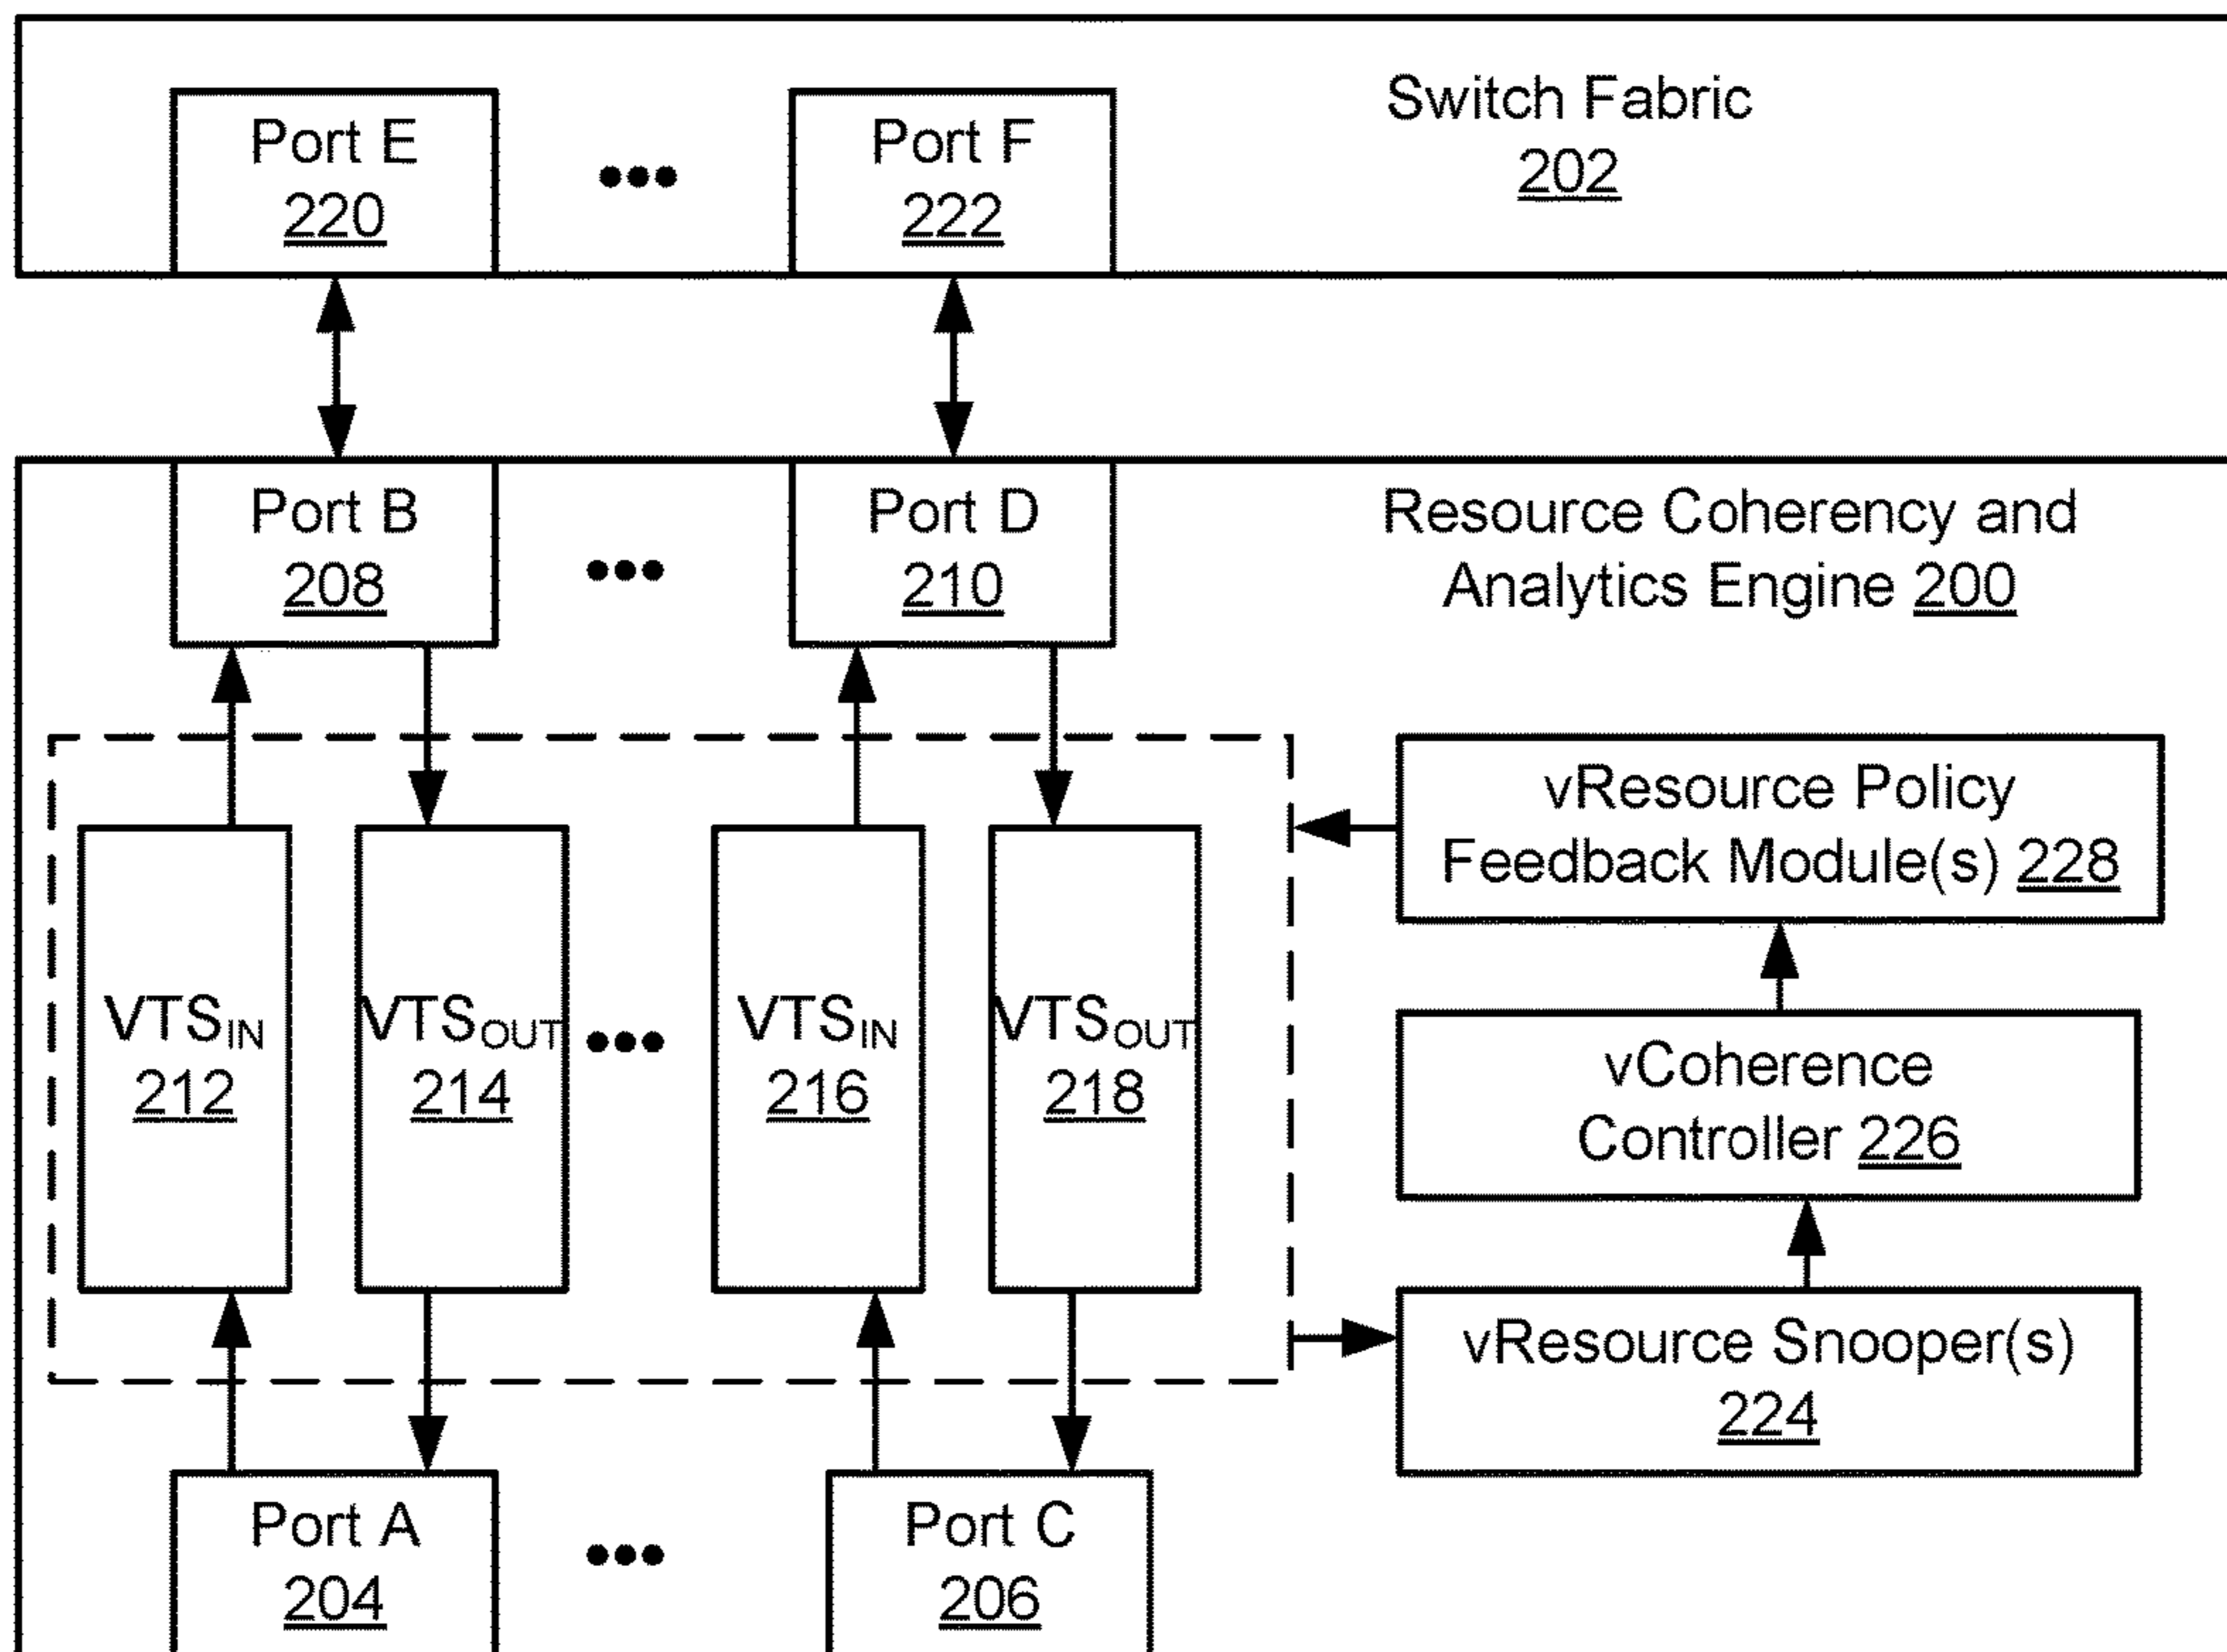 Switch Fabric
202
Port E
220
Port F
222
Port B
208
Port D
210
Resource Coherency and
Analytics Engine 200
vResource Policy
Feedback Module(s) 228
VTSIN
212
VTSOUT
214
VTSIN
216
VTSOUT
218
vCoherence
Controller 226
vResource Snooper(s)
224
Port A
204
Port C
206